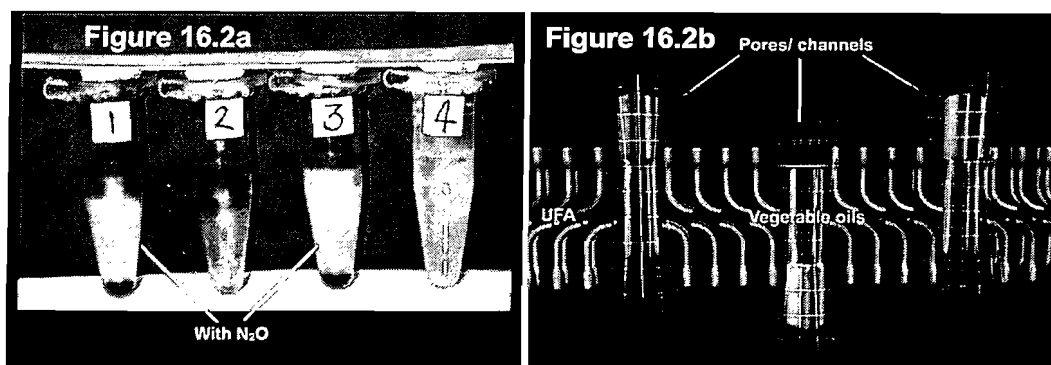 Figure 16.2a
1 2 3 4
With N₂O
Figure 16.2b
Pores/ channels
UFA
Vegetable oils